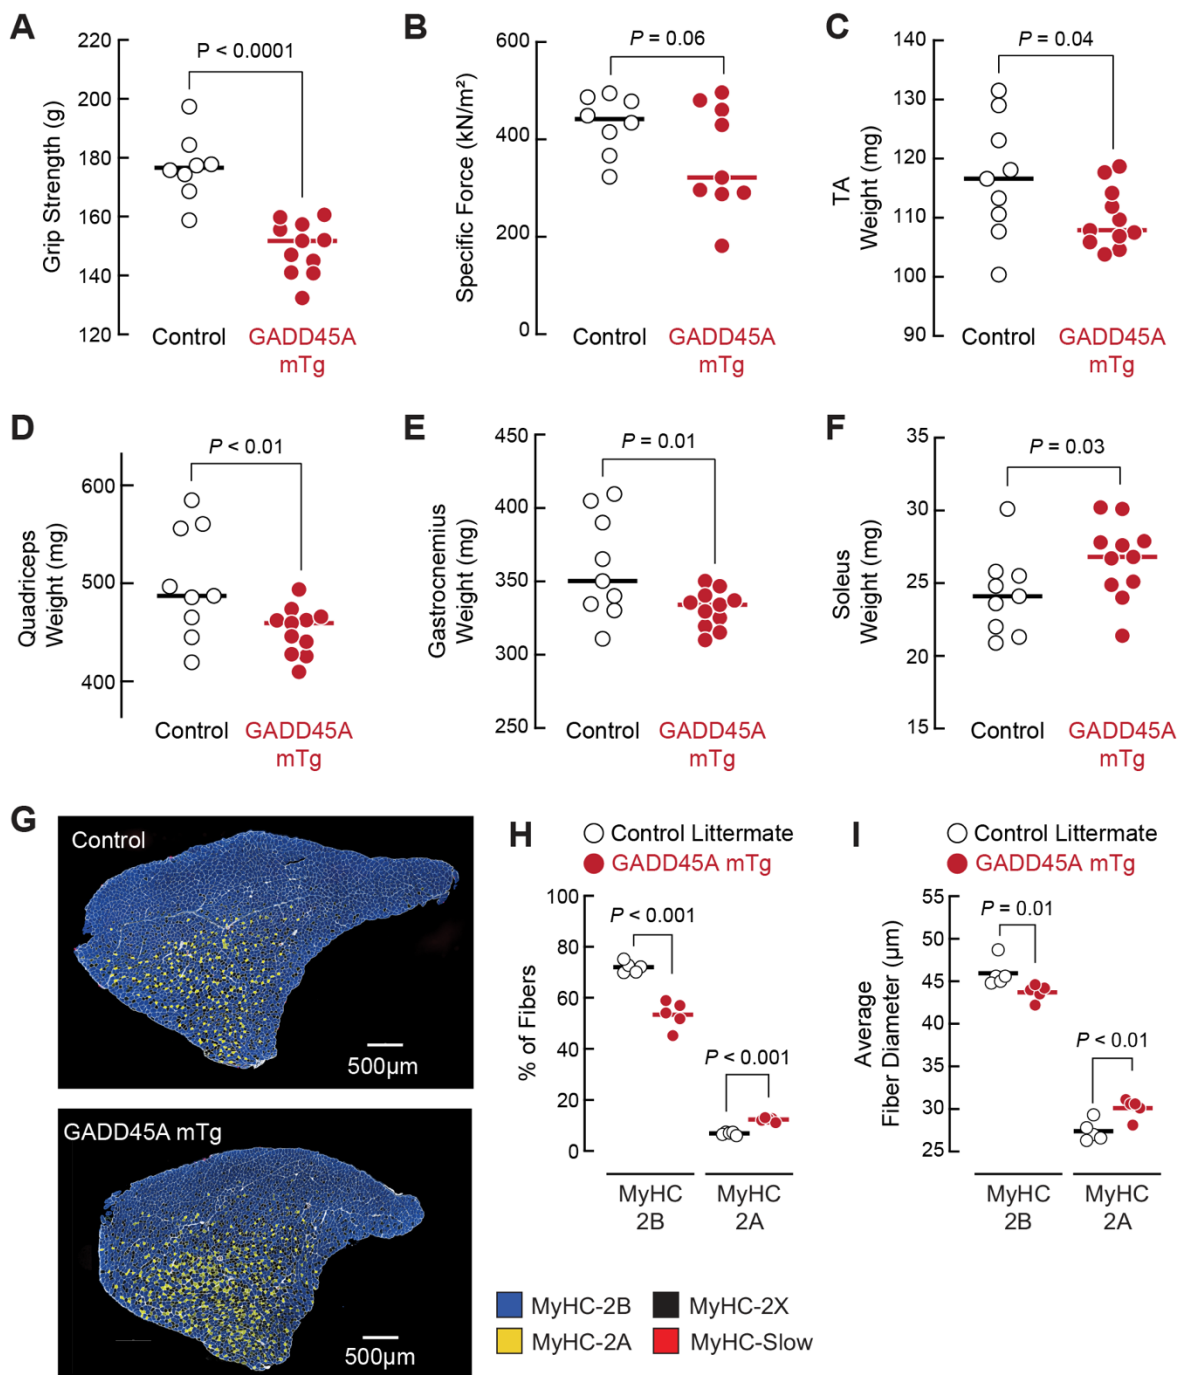 A
Grip Strength (g)
220
200
180
160
140
120
P < 0.0001
Control
GADD45A
mTg
B
Specific Force (kN/m²)
600
400
200
0
P = 0.06
Control
GADD45A
mTg
C
TA
Weight (mg)
140
130
120
110
100
90
P = 0.04
Control
GADD45A
mTg
D
Quadriceps
Weight (mg)
600
500
400
P < 0.01
Control
GADD45A
mTg
E
Gastrocnemius
Weight (mg)
450
400
350
300
250
P = 0.01
Control
GADD45A
mTg
F
Soleus
Weight (mg)
35
30
25
20
15
P = 0.03
Control
GADD45A
mTg
G
Control
500µm
GADD45A mTg
500µm
H
Control Littermate
GADD45A mTg
% of Fibers
100
80
60
40
20
0
P < 0.001
P < 0.001
MyHC
2B
MyHC
2A
I
Control Littermate
GADD45A mTg
Average
Fiber Diameter (µm)
55
50
45
40
35
30
25
P = 0.01
P < 0.01
MyHC
2B
MyHC
2A
MyHC-2B
MyHC-2X
MyHC-2A
MyHC-Slow